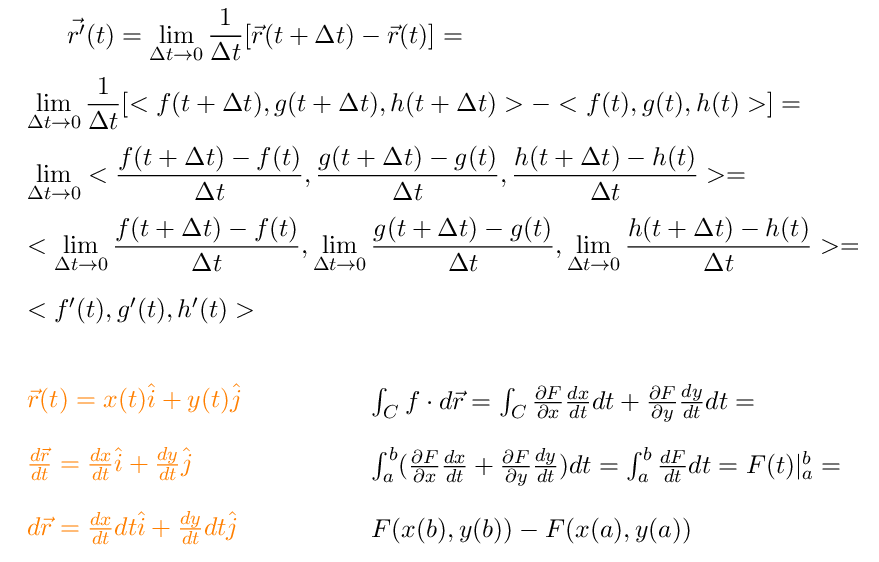 $\vec{r'}(t) = \lim_{\Delta t \to 0} \frac{1}{\Delta t}[\vec{r}(t + \Delta t) - \vec{r}(t)] =$
$\lim_{\Delta t \to 0} \frac{1}{\Delta t}[< f(t + \Delta t), g(t + \Delta t), h(t + \Delta t) > - < f(t), g(t), h(t) >] =$
$\lim_{\Delta t \to 0} < \frac{f(t + \Delta t) - f(t)}{\Delta t}, \frac{g(t + \Delta t) - g(t)}{\Delta t}, \frac{h(t + \Delta t) - h(t)}{\Delta t} >=$
$< \lim_{\Delta t \to 0} \frac{f(t + \Delta t) - f(t)}{\Delta t}, \lim_{\Delta t \to 0} \frac{g(t + \Delta t) - g(t)}{\Delta t}, \lim_{\Delta t \to 0} \frac{h(t + \Delta t) - h(t)}{\Delta t} >=$
$< f'(t), g'(t), h'(t) >$
$\vec{r}(t) = x(t)\hat{i} + y(t)\hat{j}$
$\frac{d\vec{r}}{dt} = \frac{dx}{dt}\hat{i} + \frac{dy}{dt}\hat{j}$
$d\vec{r} = \frac{dx}{dt}dt\hat{i} + \frac{dy}{dt}dt\hat{j}$
$\int_C f \cdot d\vec{r} = \int_C \frac{\partial F}{\partial x}\frac{dx}{dt}dt + \frac{\partial F}{\partial y}\frac{dy}{dt}dt =$
$\int_a^b (\frac{\partial F}{\partial x}\frac{dx}{dt} + \frac{\partial F}{\partial y}\frac{dy}{dt})dt = \int_a^b \frac{dF}{dt}dt = F(t)|_a^b =$
$F(x(b), y(b)) - F(x(a), y(a))$